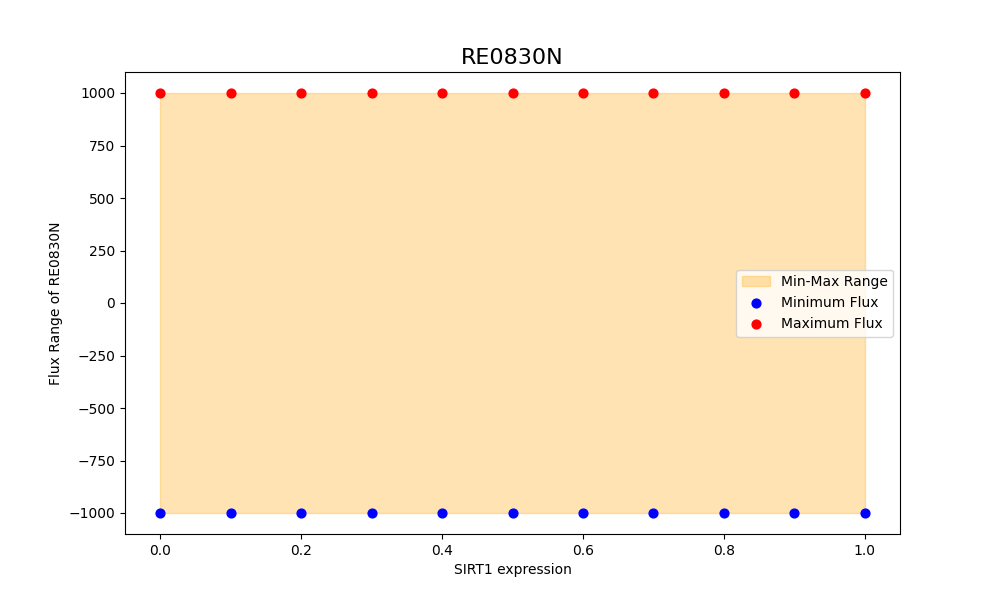 RE0830N
1000
750
500
250
0
−250
−500
−750
−1000
Flux Range of RE0830N
Min-Max Range
Minimum Flux
Maximum Flux
0.0 0.2 0.4 0.6 0.8 1.0
SIRT1 expression